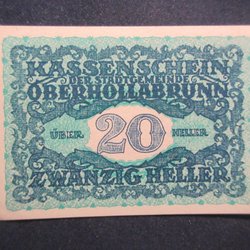 KASSENSCHEIN
DER STADTGEMEINDE
OBERHOLLABRUNN
ÜBER 20 HELLER
ZWANZIG HELLER